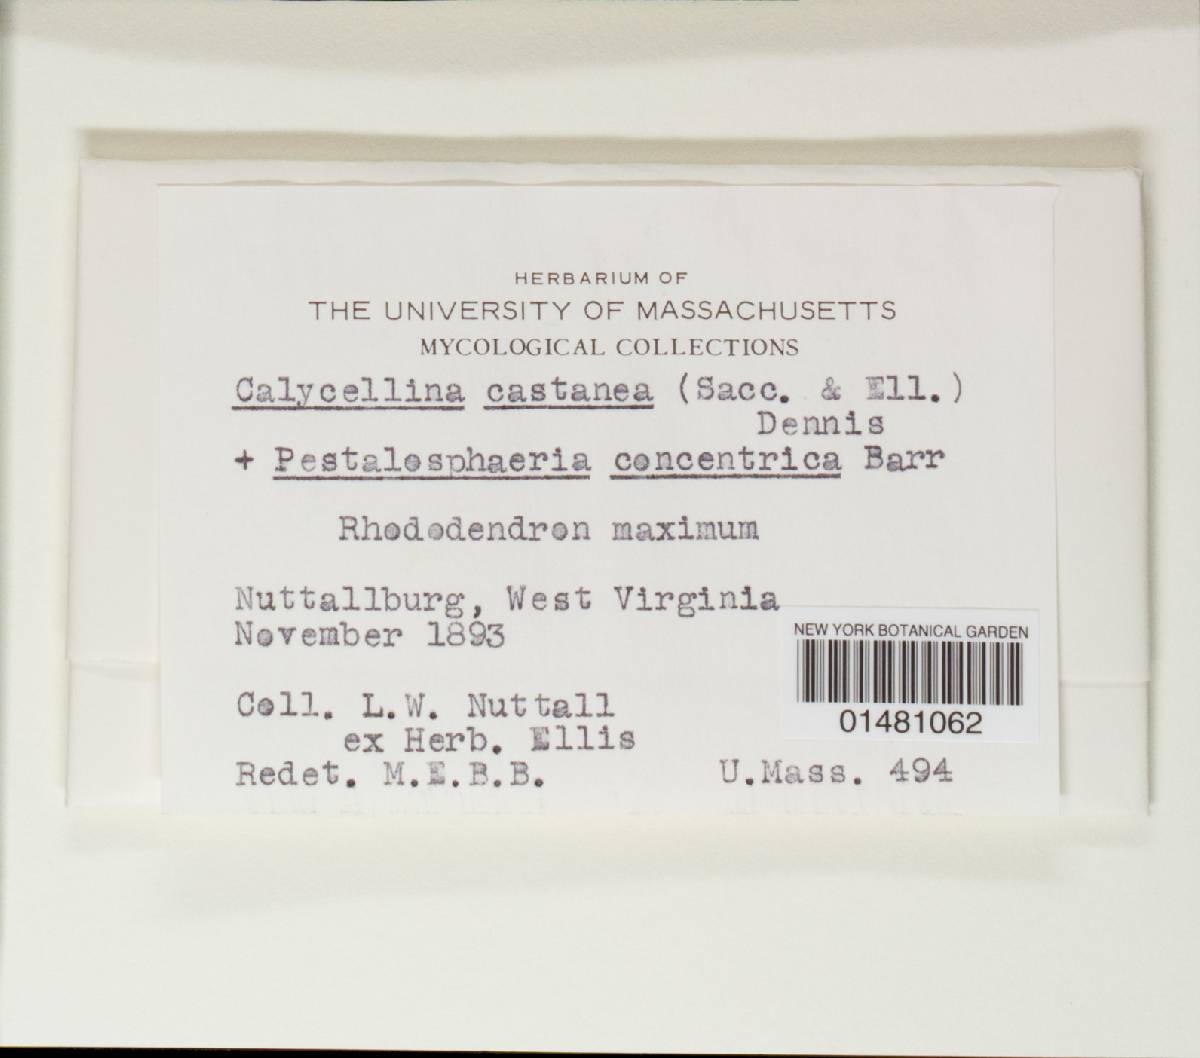 HERBARIUM OF
THE UNIVERSITY OF MASSACHUSETTS
MYCOLOGICAL COLLECTIONS
Calycellina castanea (Sacc. & Ell.)
Dennis
+ Pestalosphaeria concentrica Barr
Rhododendron maximum
Nuttallburg, West Virginia
November 1893
NEW YORK BOTANICAL GARDEN
01481062
Coll. L.W. Nuttall
ex Herb. Ellis
Redet. M.E.B.B. U.Mass. 494